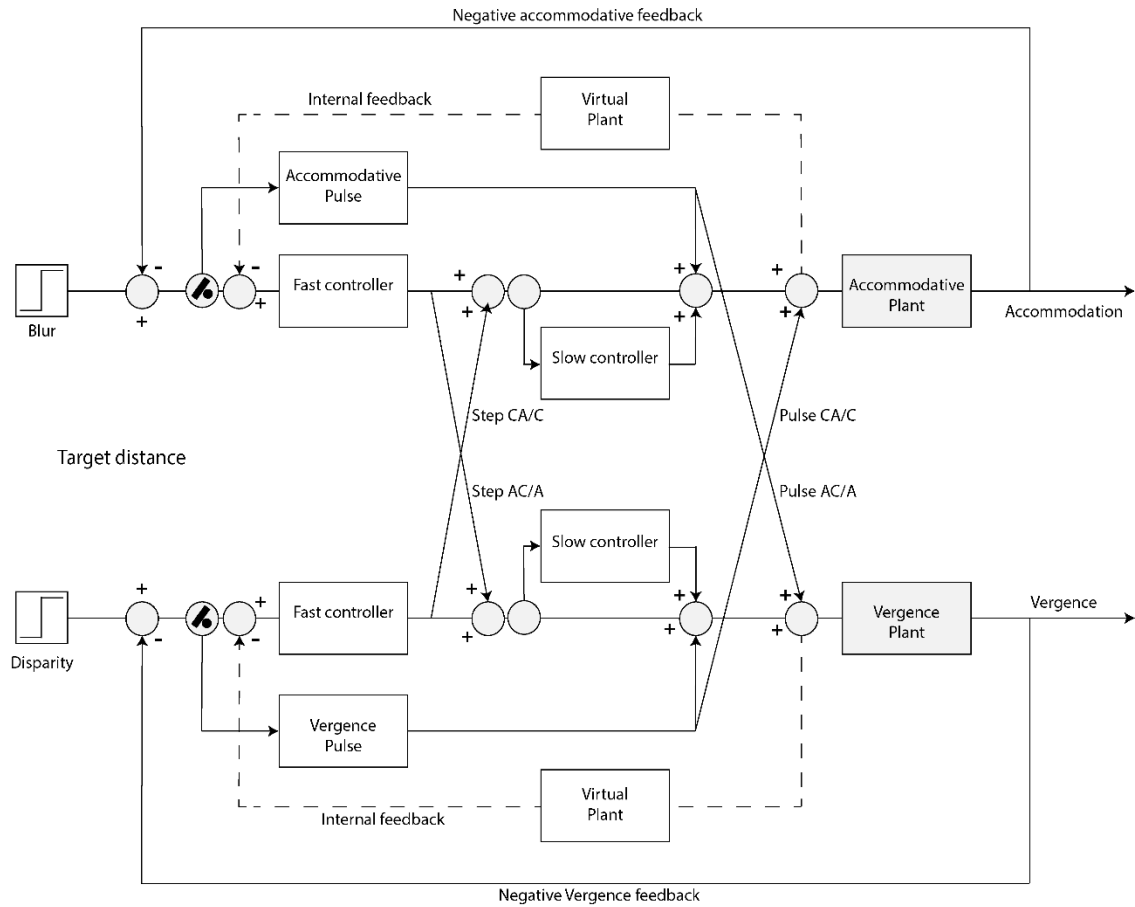 Negative accommodative feedback
Internal feedback
Virtual
Plant
Accommodative
Pulse
-
-
+
+
Fast controller
+
+
+
+
+
+
Accommodative
Plant
Accommodation
Blur
Slow controller
Step CA/C
Pulse CA/C
Target distance
Step AC/A
Pulse AC/A
Slow controller
+
-
+
-
Fast controller
+
+
+
+
+
+
Vergence
Plant
Vergence
Disparity
Vergence
Pulse
Virtual
Plant
Internal feedback
Negative Vergence feedback